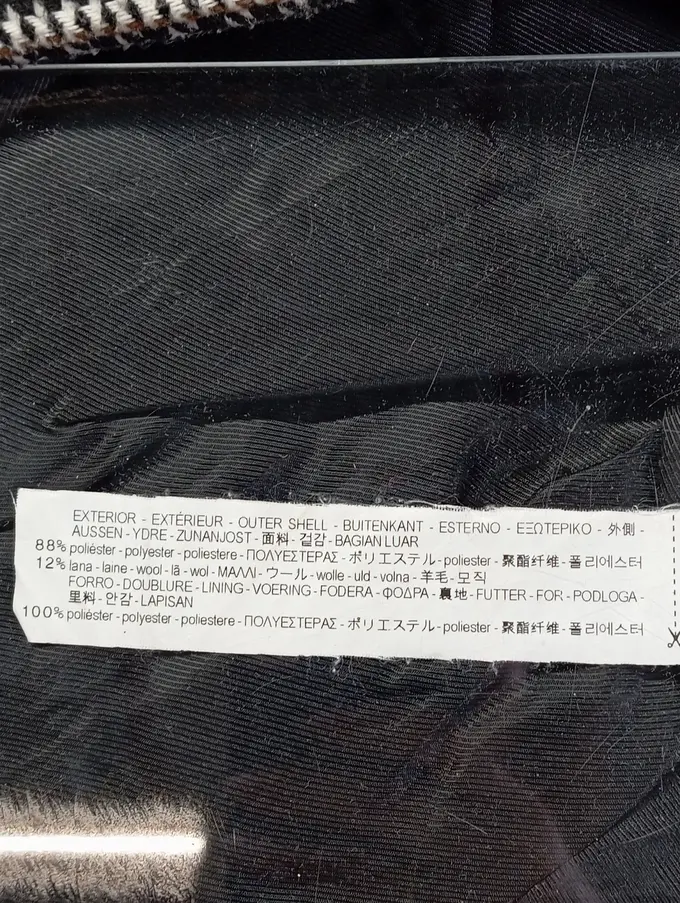 EXTERIOR - EXTÉRIEUR - OUTER SHELL - BUITENKANT - ESTERNO - ΕΞΩΤΕΡΙΚΟ - 外側 -
AUSSEN - YDRE - ZUNANJOST - 面料 - 겉감 - BAGIAN LUAR
88% poliéster - polyester - poliestere - ΠΟΛΥΕΣΤΕΡΑΣ - ポリエステル - poliester - 聚酯纤维 - 폴리에스터
12% lana - laine - wool - lã - wol - ΜΑΛΛΙ - ウール - wolle - uld - volna - 羊毛 - 모직
FORRO - DOUBLURE - LINING - VOERING - FODERA - ΦΟΔΡΑ - 裏地 - FUTTER - FOR - PODLOGA -
里料 - 안감 - LAPISAN
100% poliéster - polyester - poliestere - ΠΟΛΥΕΣΤΕΡΑΣ - ポリエステル - poliester - 聚酯纤维 - 폴리에스터